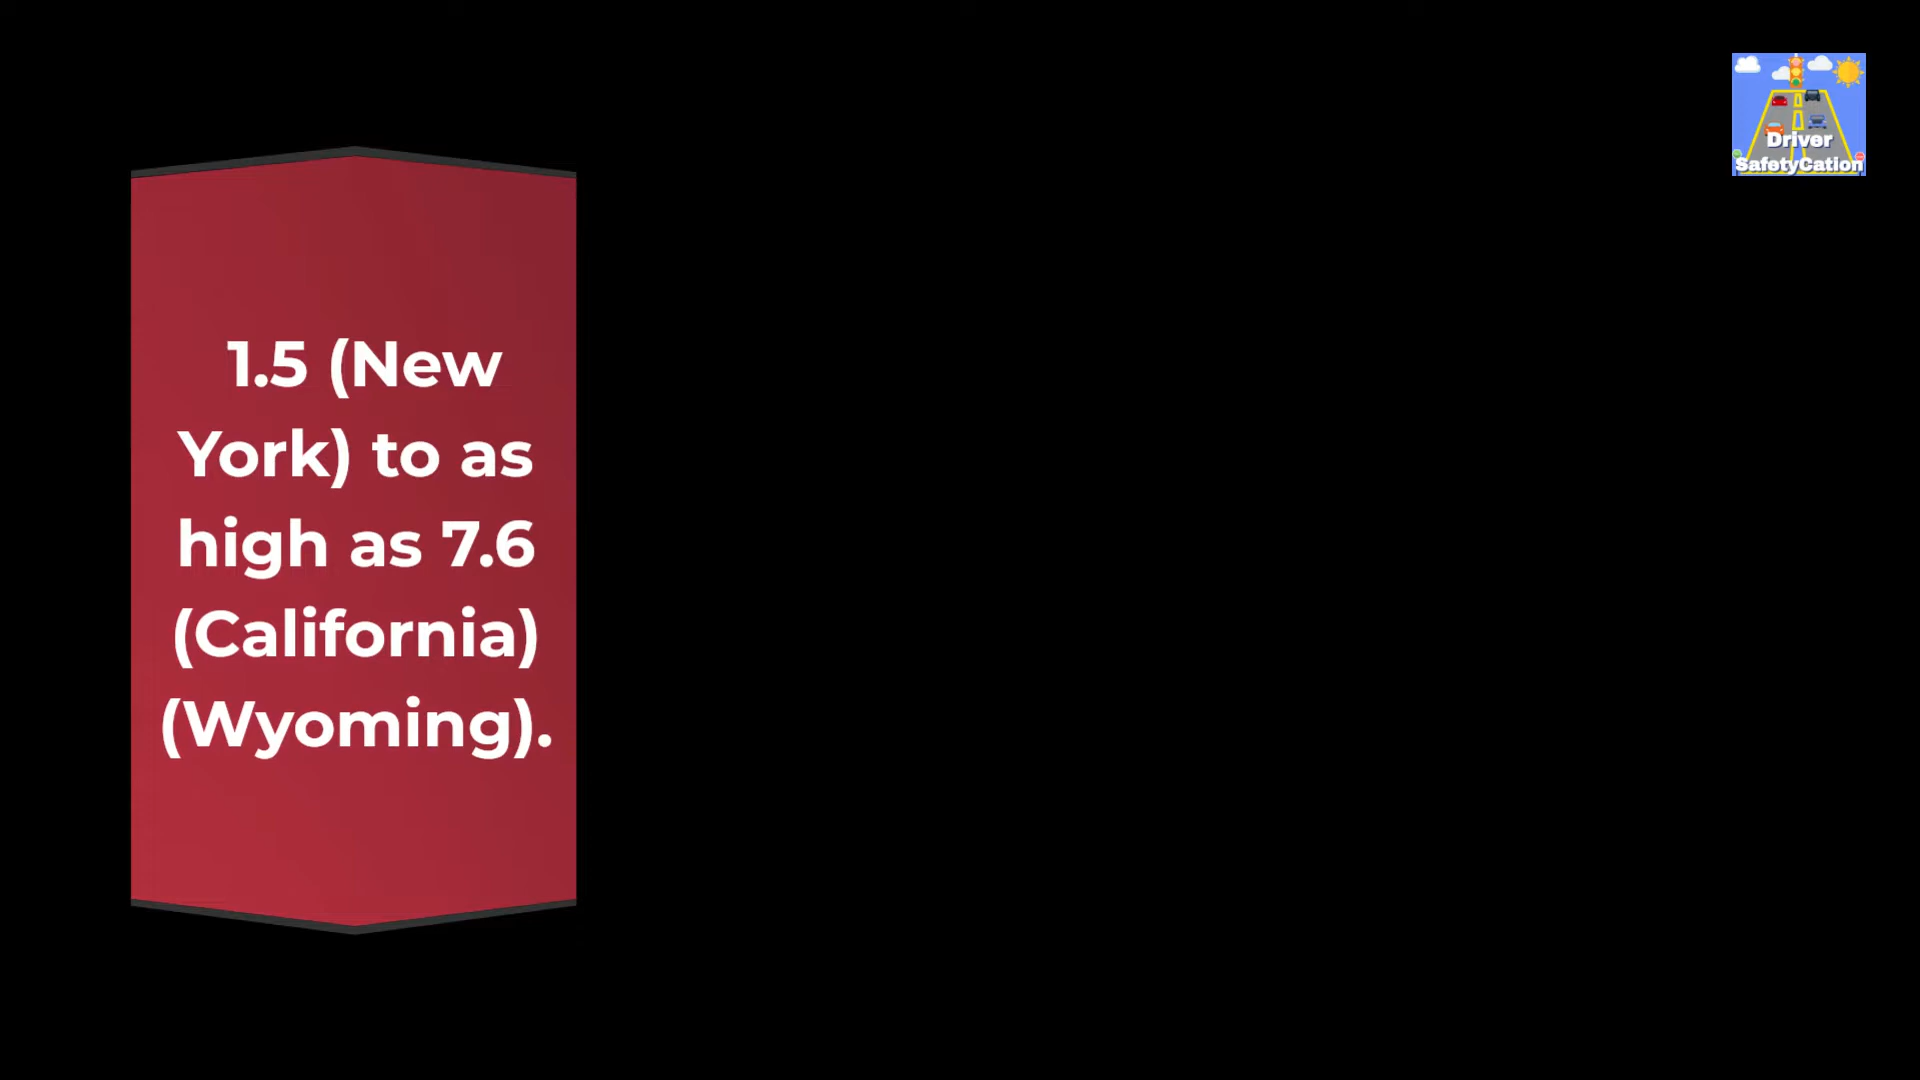 1.5 (New
York) to as
high as 7.6
(California)
(Wyoming).
Driver
SafetyCation